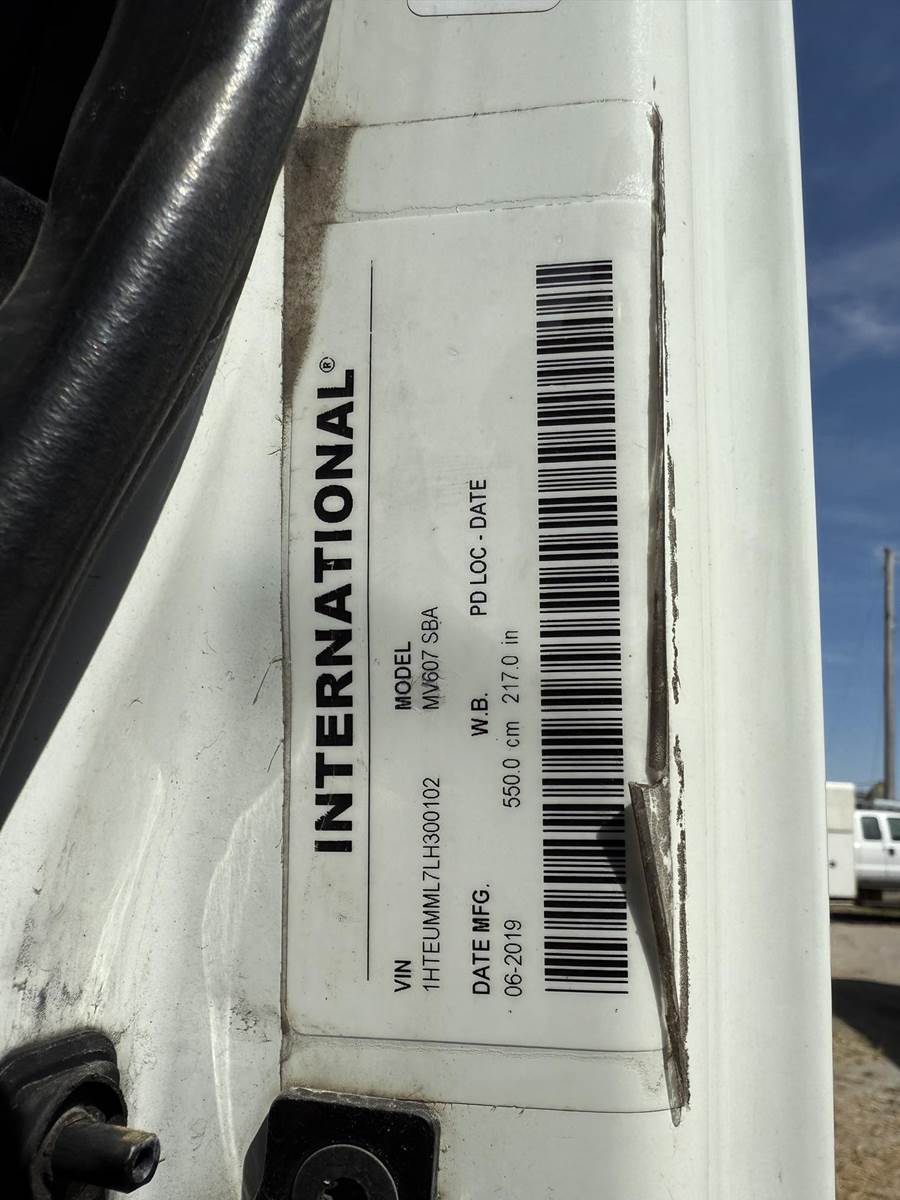 INTERNATIONAL®
VIN MODEL
1HTEUMML7LH300102 MV607 SBA
DATE MFG. W.B. PD LOC - DATE
06-2019 550.0 cm 217.0 in